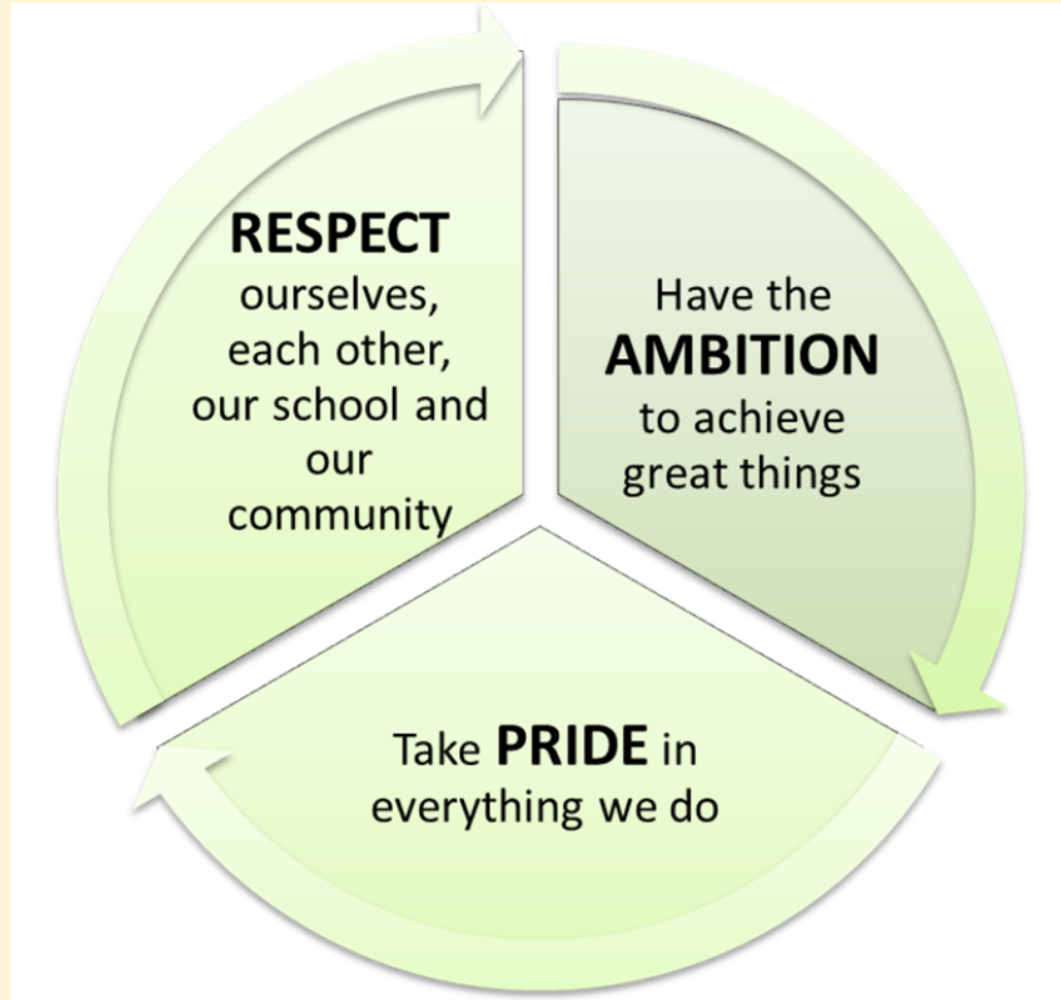 RESPECT
ourselves,
each other,
our school and
our
community
Have the
AMBITION
to achieve
great things
Take PRIDE in
everything we do